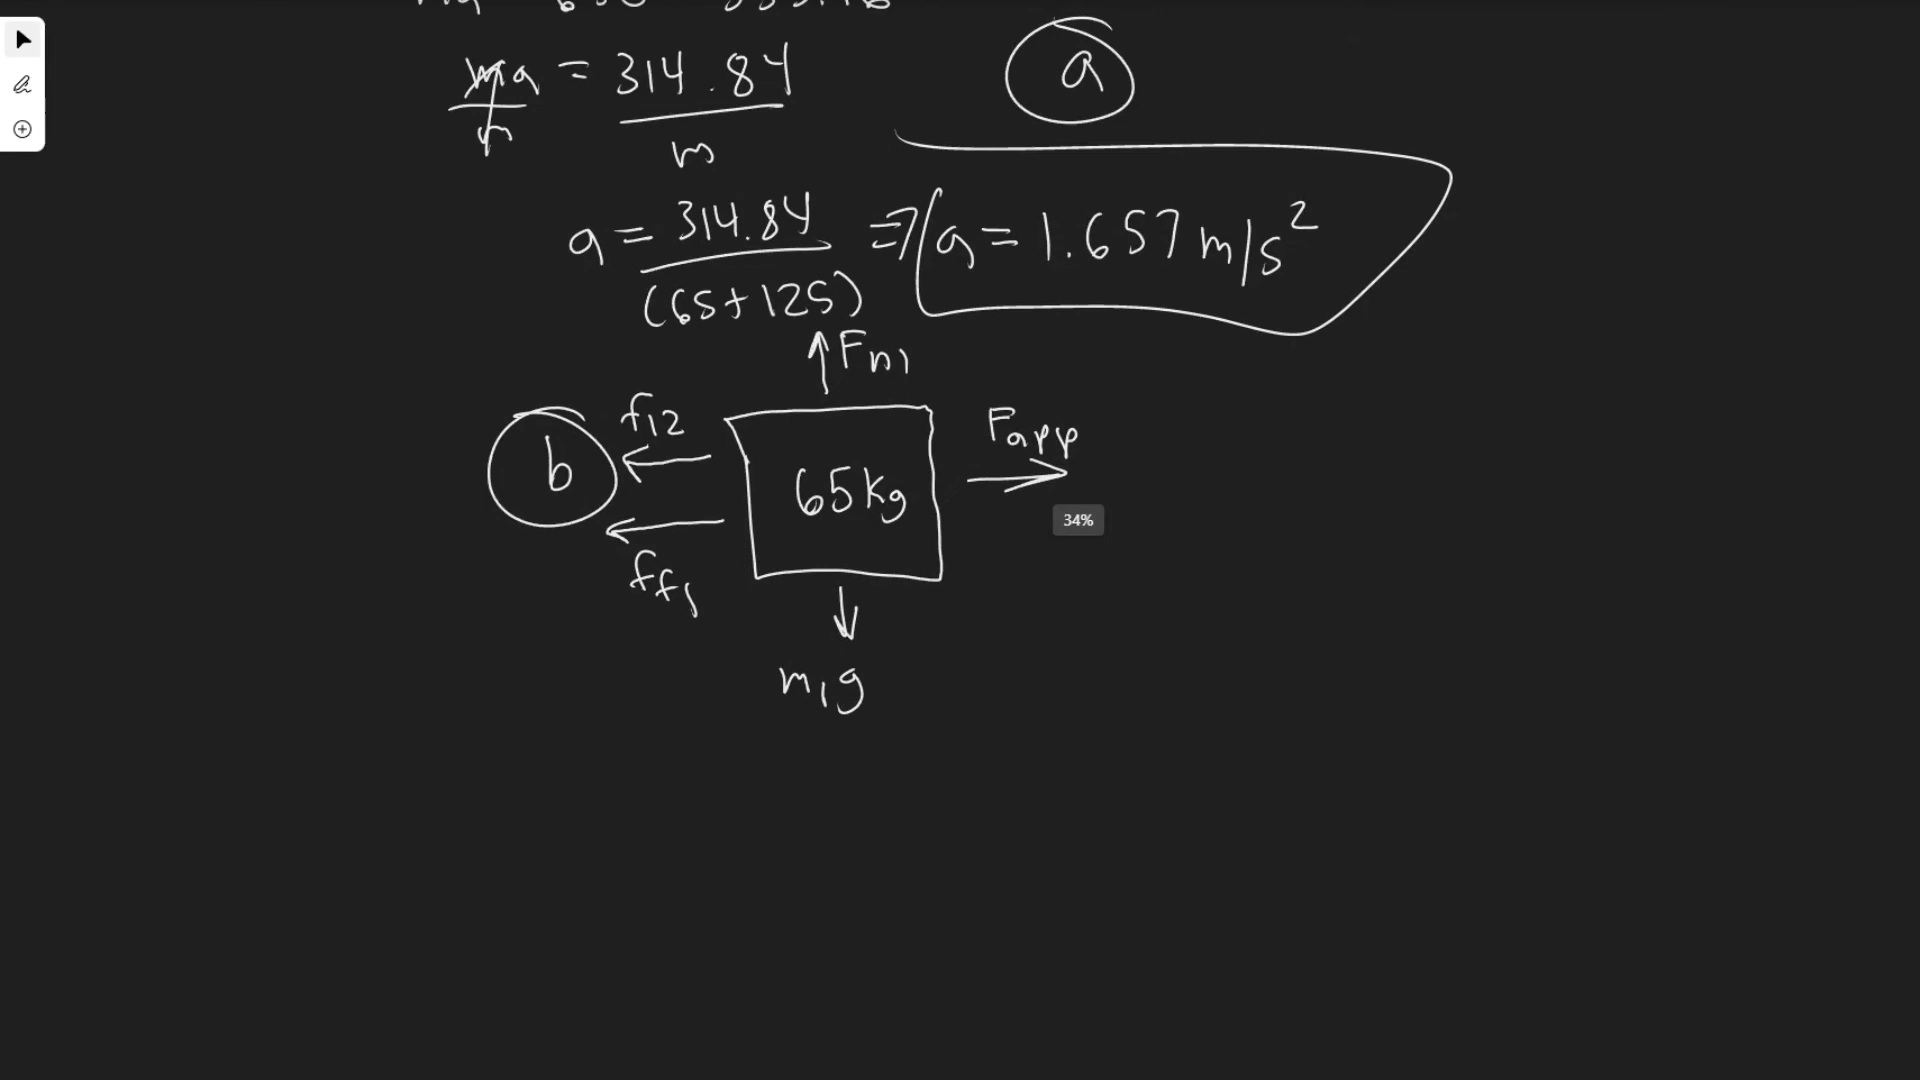 ma = 314.84
m m
a = 314.84 => a = 1.657 m/s²
(65+125)
Fn1
b f12 65kg Fapp
34%
ff1
m1g
a